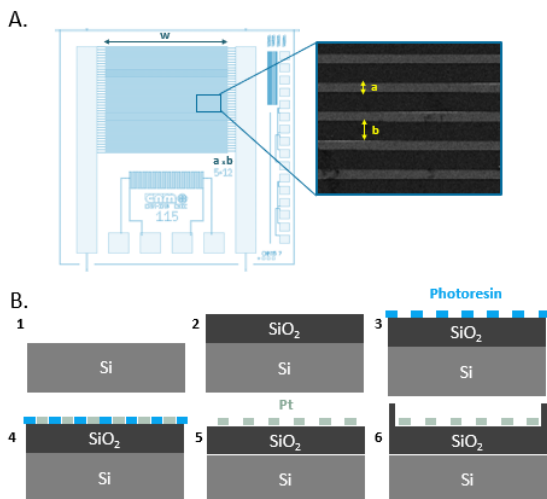 A.
w
a x b
5×12
cnm
115
a
b
B.
Photoresin
1
Si
2
SiO₂
Si
3
SiO₂
Si
Pt
4
SiO₂
Si
5
SiO₂
Si
6
SiO₂
Si